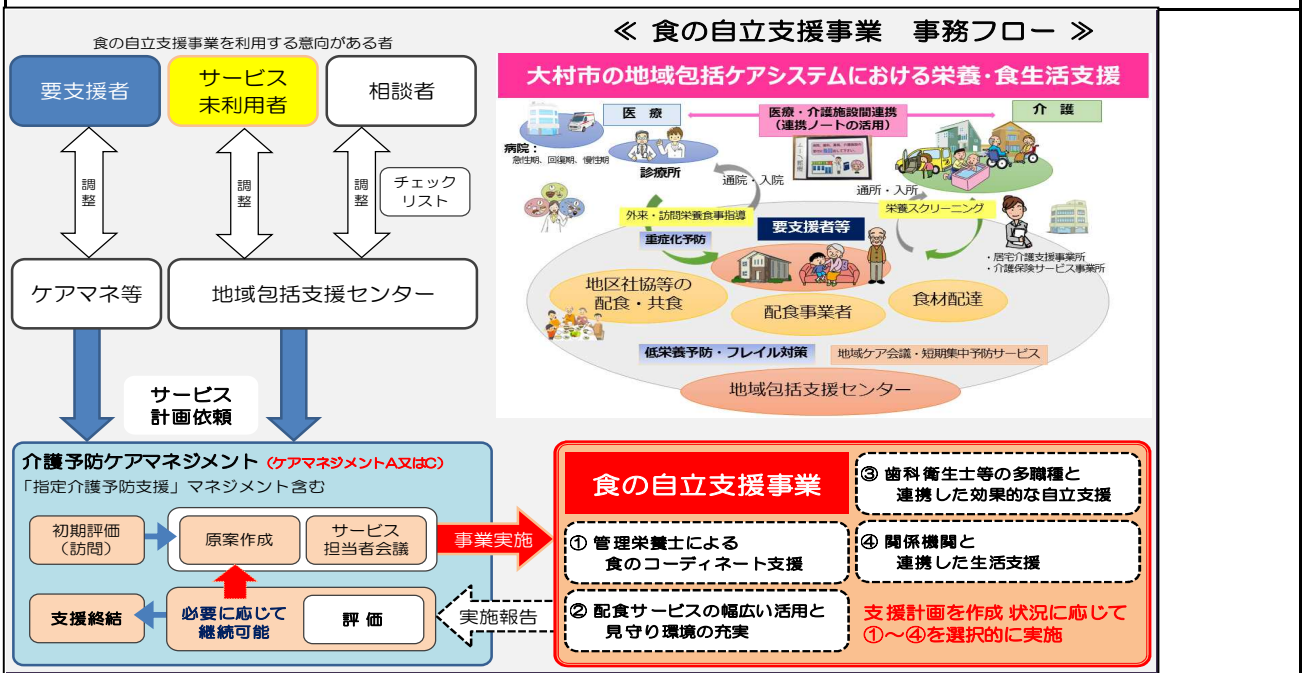 ≪ 食の自立支援事業　事務フロー ≫
食の自立支援事業を利用する意向がある者
要支援者
サービス
未利用者
相談者
調整
調整
調整
チェック
リスト
ケアマネ等
地域包括支援センター
サービス
計画依頼
大村市の地域包括ケアシステムにおける栄養・食生活支援
医 療
医療・介護施設間連携
（連携ノートの活用）
介 護
病院：
急性期、回復期、慢性期
診療所
通院・入院
通所・入所
外来・訪問栄養食事指導
栄養スクリーニング
重症化予防
要支援者等
・居宅介護支援事業所
・介護保険サービス事業所
地区社協等の
配食・共食
配食事業者
食材配達
低栄養予防・フレイル対策
地域ケア会議・短期集中予防サービス
地域包括支援センター
介護予防ケアマネジメント（ケアマネジメントA又はC）
「指定介護予防支援」マネジメント含む
初期評価
（訪問）
原案作成
サービス
担当者会議
事業実施
支援終結
必要に応じて
継続可能
評 価
実施報告
食の自立支援事業
① 管理栄養士による
食のコーディネート支援
② 配食サービスの幅広い活用と
見守り環境の充実
③ 歯科衛生士等の多職種と
連携した効果的な自立支援
④ 関係機関と
連携した生活支援
支援計画を作成 状況に応じて
①～④を選択的に実施